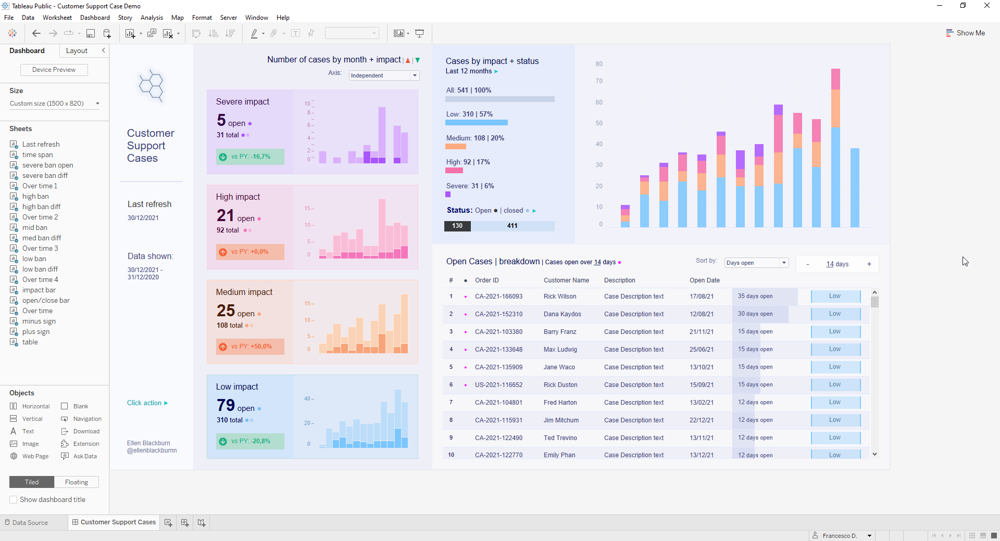 Tableau Public - Customer Support Case Demo
File Data Worksheet Dashboard Story Analysis Map Format Server Window Help
Show Me
Dashboard Layout
Device Preview
Size
Custom size (1500 x 820)
Sheets
Last refresh
time span
severe ban open
severe ban diff
Over time 1
high ban
high ban diff
Over time 2
mid ban
med ban diff
Over time 3
low ban
low ban diff
Over time 4
impact bar
open/close bar
Over time
minus sign
plus sign
table
Objects
Horizontal Blank
Vertical Navigation
Text Download
Image Extension
Web Page Ask Data
Tiled Floating
Show dashboard title
Customer
Support
Cases
Last refresh
30/12/2021
Data shown:
30/12/2021 -
31/12/2020
Click action ▶
Ellen Blackburn
@ellenblackburnn
Number of cases by month + impact | ▲ | ▼
Axis: Independent
Severe impact
5 open ●
31 total ●●
vs PY: -16,7%
10
8
6
4
2
0
High impact
21 open ●
92 total ●●
vs PY: +0,0%
15
10
5
0
Medium impact
25 open ●
108 total ●●
vs PY: +50,0%
15
10
5
0
Low impact
79 open ●
310 total ●●
vs PY: -20,8%
40
20
0
Cases by impact + status
Last 12 months ▶
All: 541 | 100%
Low: 310 | 57%
Medium: 108 | 20%
High: 92 | 17%
Severe: 31 | 6%
Status: Open ● | closed ● ▶
130 411
80
70
60
50
40
30
20
10
0
Open Cases | breakdown | Cases open over 14 days ●
Sort by: Days open
- 14 days +
# ● Order ID Customer Name Description Open Date
1 • CA-2021-166093 Rick Wilson Case Description text 17/08/21 35 days open Low
2 • CA-2021-152310 Dana Kaydos Case Description text 12/08/21 30 days open Low
3 • CA-2021-103380 Barry Franz Case Description text 21/11/21 15 days open Low
4 • CA-2021-133648 Max Ludwig Case Description text 25/06/21 15 days open Low
5 • CA-2021-135909 Jane Waco Case Description text 13/10/21 15 days open Low
6 • US-2021-116652 Rick Duston Case Description text 15/09/21 15 days open Low
7 CA-2021-104801 Fred Harton Case Description text 13/02/21 12 days open Low
8 CA-2021-115931 Jim Mitchum Case Description text 22/12/21 12 days open Low
9 CA-2021-122490 Ted Trevino Case Description text 13/11/21 12 days open Low
10 CA-2021-122770 Emily Phan Case Description text 13/12/21 12 days open Low
Data Source Customer Support Cases
Francesco D.